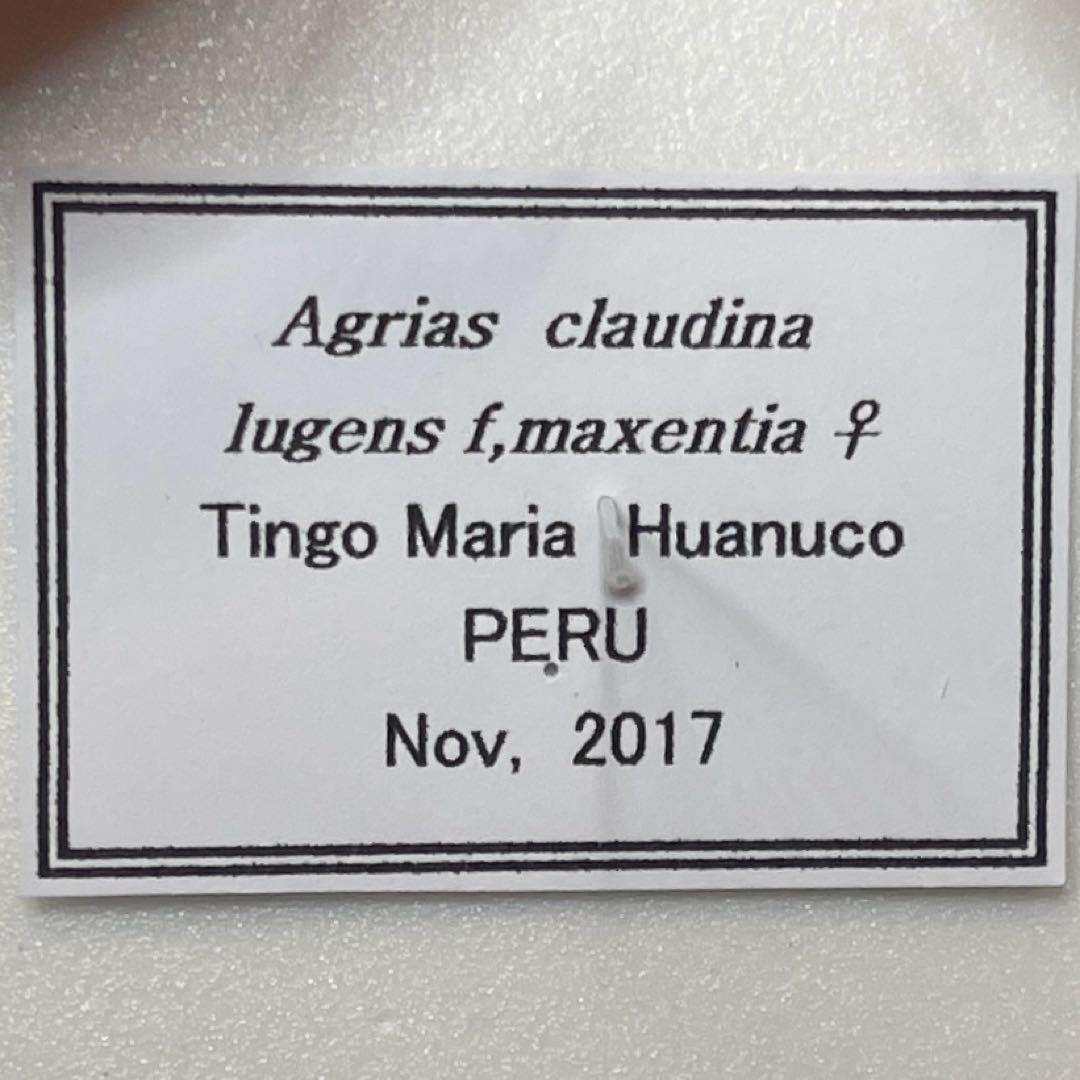 Agrias claudina
lugens f,maxentia ♀
Tingo Maria Huanuco
PERU
Nov, 2017